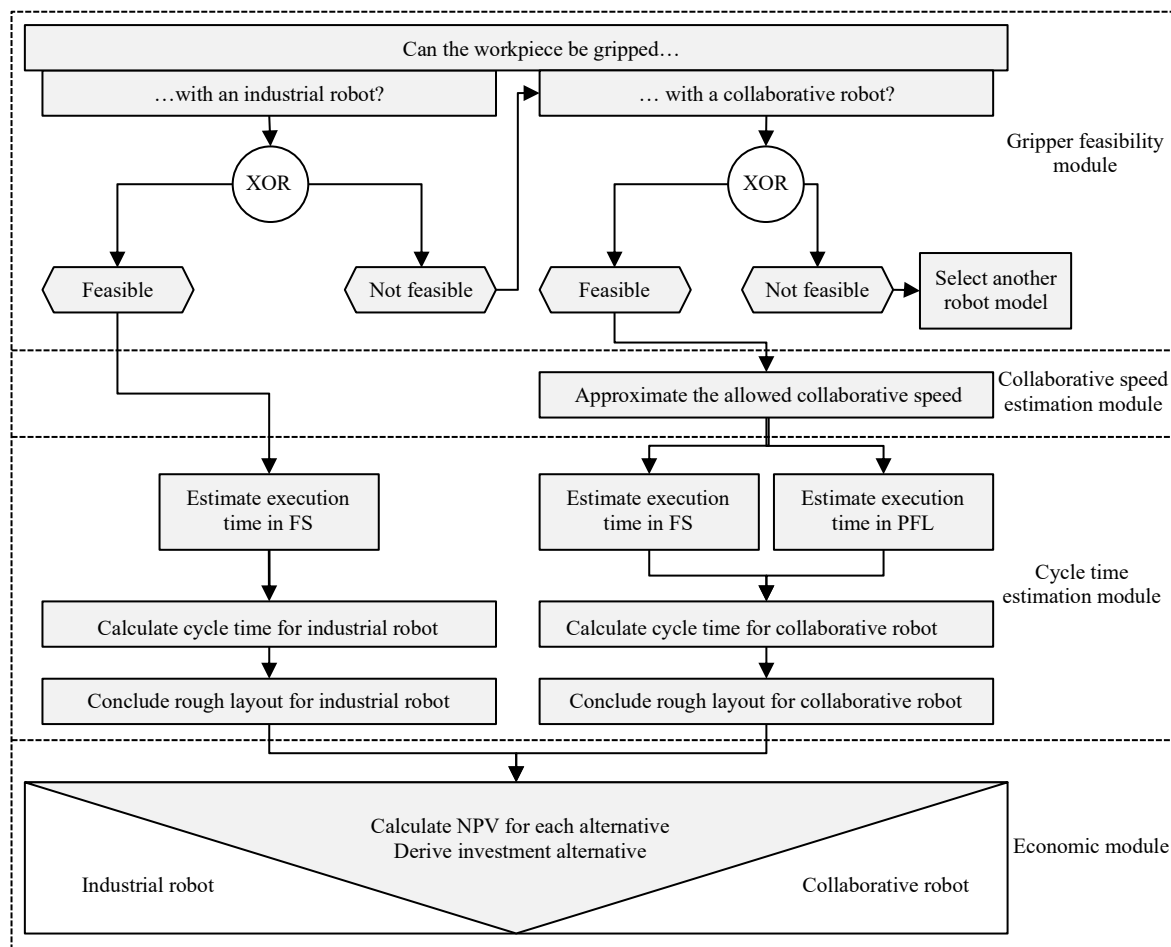 Can the workpiece be gripped…
…with an industrial robot?
… with a collaborative robot?
Gripper feasibility
module
XOR
XOR
Feasible
Not feasible
Feasible
Not feasible
Select another
robot model
Approximate the allowed collaborative speed
Collaborative speed
estimation module
Estimate execution
time in FS
Estimate execution
time in FS
Estimate execution
time in PFL
Cycle time
estimation module
Calculate cycle time for industrial robot
Calculate cycle time for collaborative robot
Conclude rough layout for industrial robot
Conclude rough layout for collaborative robot
Calculate NPV for each alternative
Derive investment alternative
Economic module
Industrial robot
Collaborative robot